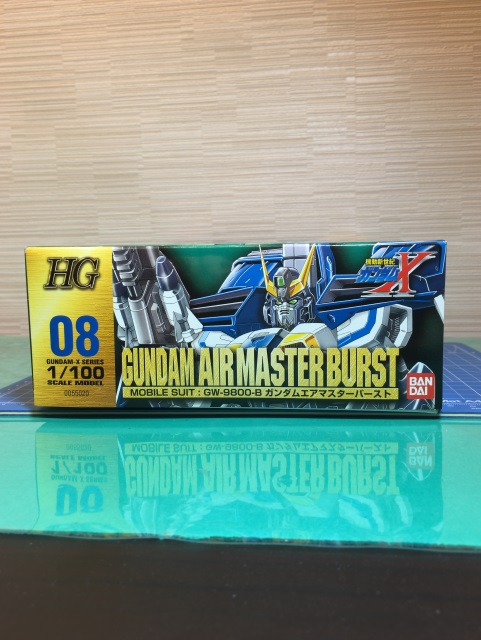 HG
08
GUNDAM-X SERIES
1/100
SCALE MODEL
0055020
機動新世紀
ガンダムX
GUNDAM AIR MASTER BURST
MOBILE SUIT : GW-9800-B ガンダムエアマスターバースト
BAN
DAI